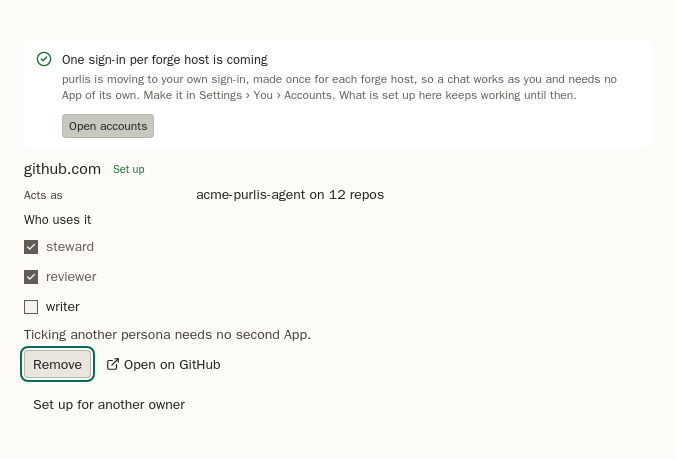 One sign-in per forge host is coming
purlis is moving to your own sign-in, made once for each forge host, so a chat works as you and needs no
App of its own. Make it in Settings › You › Accounts. What is set up here keeps working until then.
Open accounts
github.com Set up
Acts as acme-purlis-agent on 12 repos
Who uses it
steward
reviewer
writer
Ticking another persona needs no second App.
Remove Open on GitHub
Set up for another owner